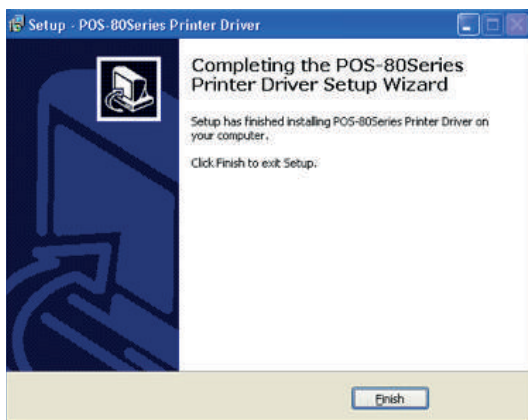 Setup - POS-80Series Printer Driver
Completing the POS-80Series
Printer Driver Setup Wizard
Setup has finished installing POS-80Series Printer Driver on
your computer.
Click Finish to exit Setup.
Finish